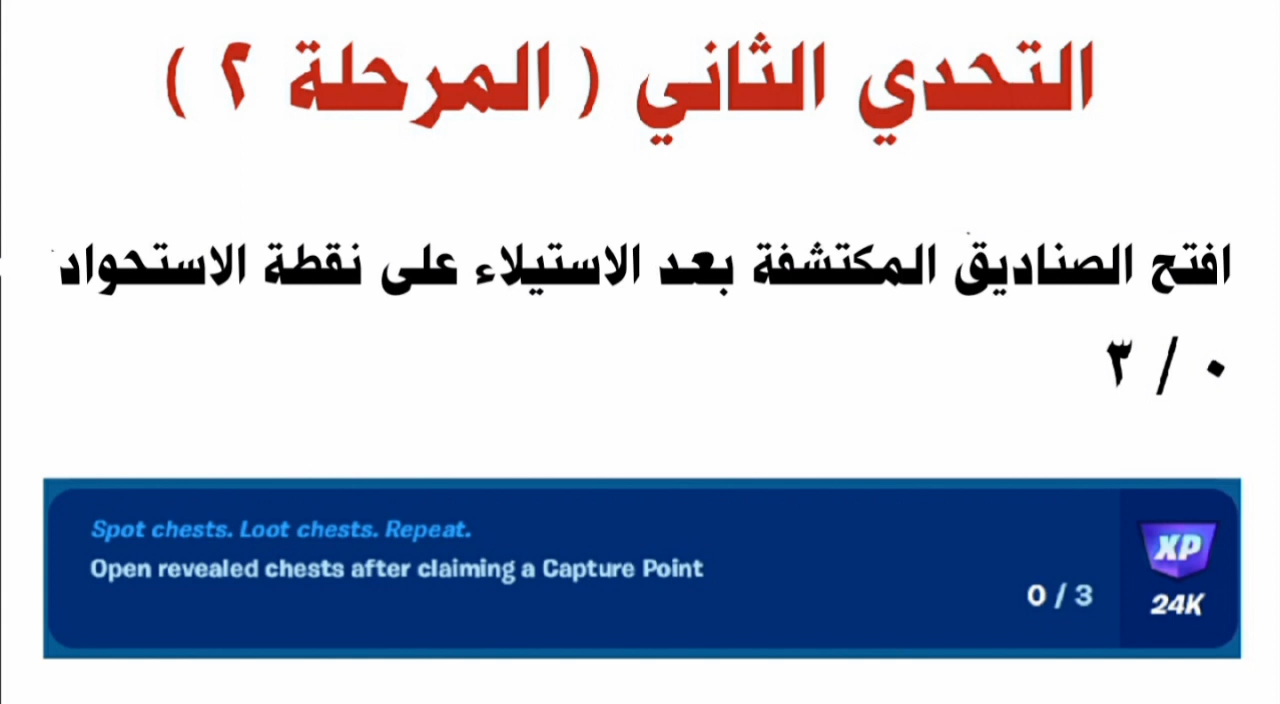 التحدي الثاني ( المرحلة ٢ )
افتح الصناديق المكتشفة بعد الاستيلاء على نقطة الاستحواد
٠ / ٣
Spot chests. Loot chests. Repeat.
Open revealed chests after claiming a Capture Point
0 / 3
XP
24K